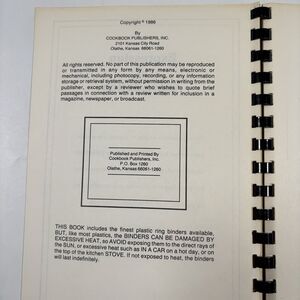 Copyright © 1986
By
COOKBOOK PUBLISHERS, INC.
2101 Kansas City Road
Olathe, Kansas 66061-1260
All rights reserved. No part of this publication may be reproduced
or transmitted in any form by any means, electronic or
mechanical, including photocopy, recording, or any information
storage or retrieval system, without permission in writing from the
publisher, except by a reviewer who wishes to quote brief
passages in connection with a review written for inclusion in a
magazine, newspaper, or broadcast.
Published and Printed By
Cookbook Publishers, Inc.
P.O. Box 1260
Olathe, Kansas 66061-1260
THIS BOOK includes the finest plastic ring binders available,
BUT, like most plastics, the BINDERS CAN BE DAMAGED BY
EXCESSIVE HEAT, so AVOID exposing them to the direct rays of
the SUN, or excessive heat such as IN A CAR on a hot day, or on
the top of the kitchen STOVE. If not exposed to heat, the binders
will last indefinitely.